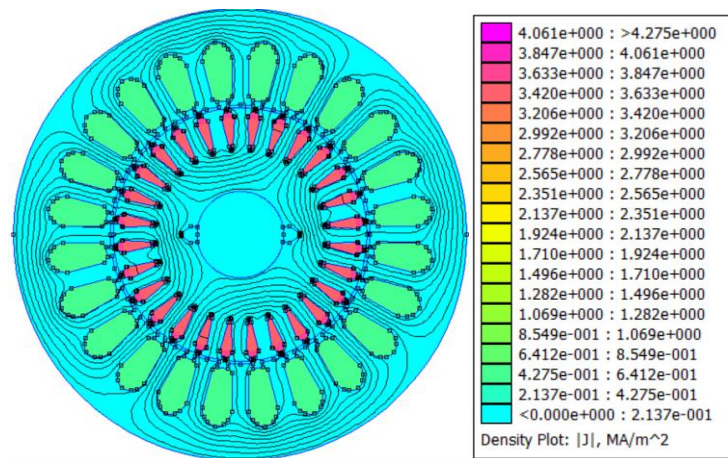 4.061e+000 : >4.275e+000
3.847e+000 : 4.061e+000
3.633e+000 : 3.847e+000
3.420e+000 : 3.633e+000
3.206e+000 : 3.420e+000
2.992e+000 : 3.206e+000
2.778e+000 : 2.992e+000
2.565e+000 : 2.778e+000
2.351e+000 : 2.565e+000
2.137e+000 : 2.351e+000
1.924e+000 : 2.137e+000
1.710e+000 : 1.924e+000
1.496e+000 : 1.710e+000
1.282e+000 : 1.496e+000
1.069e+000 : 1.282e+000
8.549e-001 : 1.069e+000
6.412e-001 : 8.549e-001
4.275e-001 : 6.412e-001
2.137e-001 : 4.275e-001
<0.000e+000 : 2.137e-001
Density Plot: |J|, MA/m^2